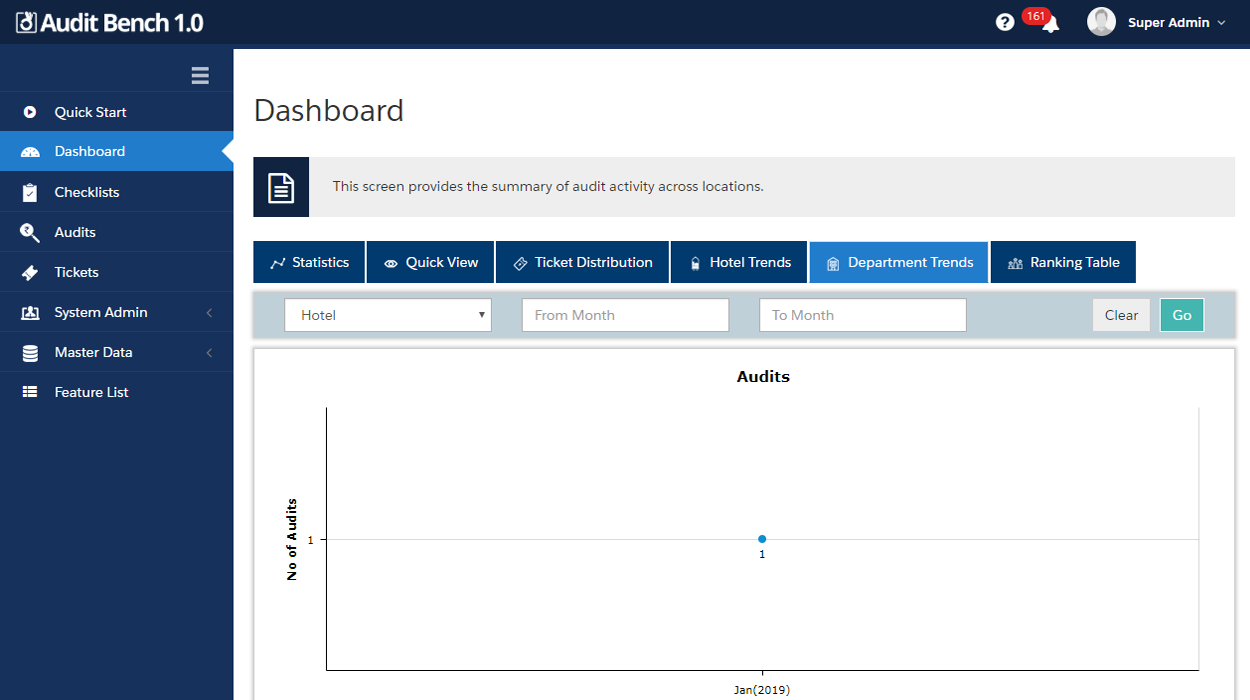 Audit Bench 1.0
161
Super Admin
Quick Start
Dashboard
Checklists
Audits
Tickets
System Admin
Master Data
Feature List
Dashboard
This screen provides the summary of audit activity across locations.
Statistics
Quick View
Ticket Distribution
Hotel Trends
Department Trends
Ranking Table
Hotel
From Month
To Month
Clear
Go
Audits
No of Audits
1
1
Jan(2019)